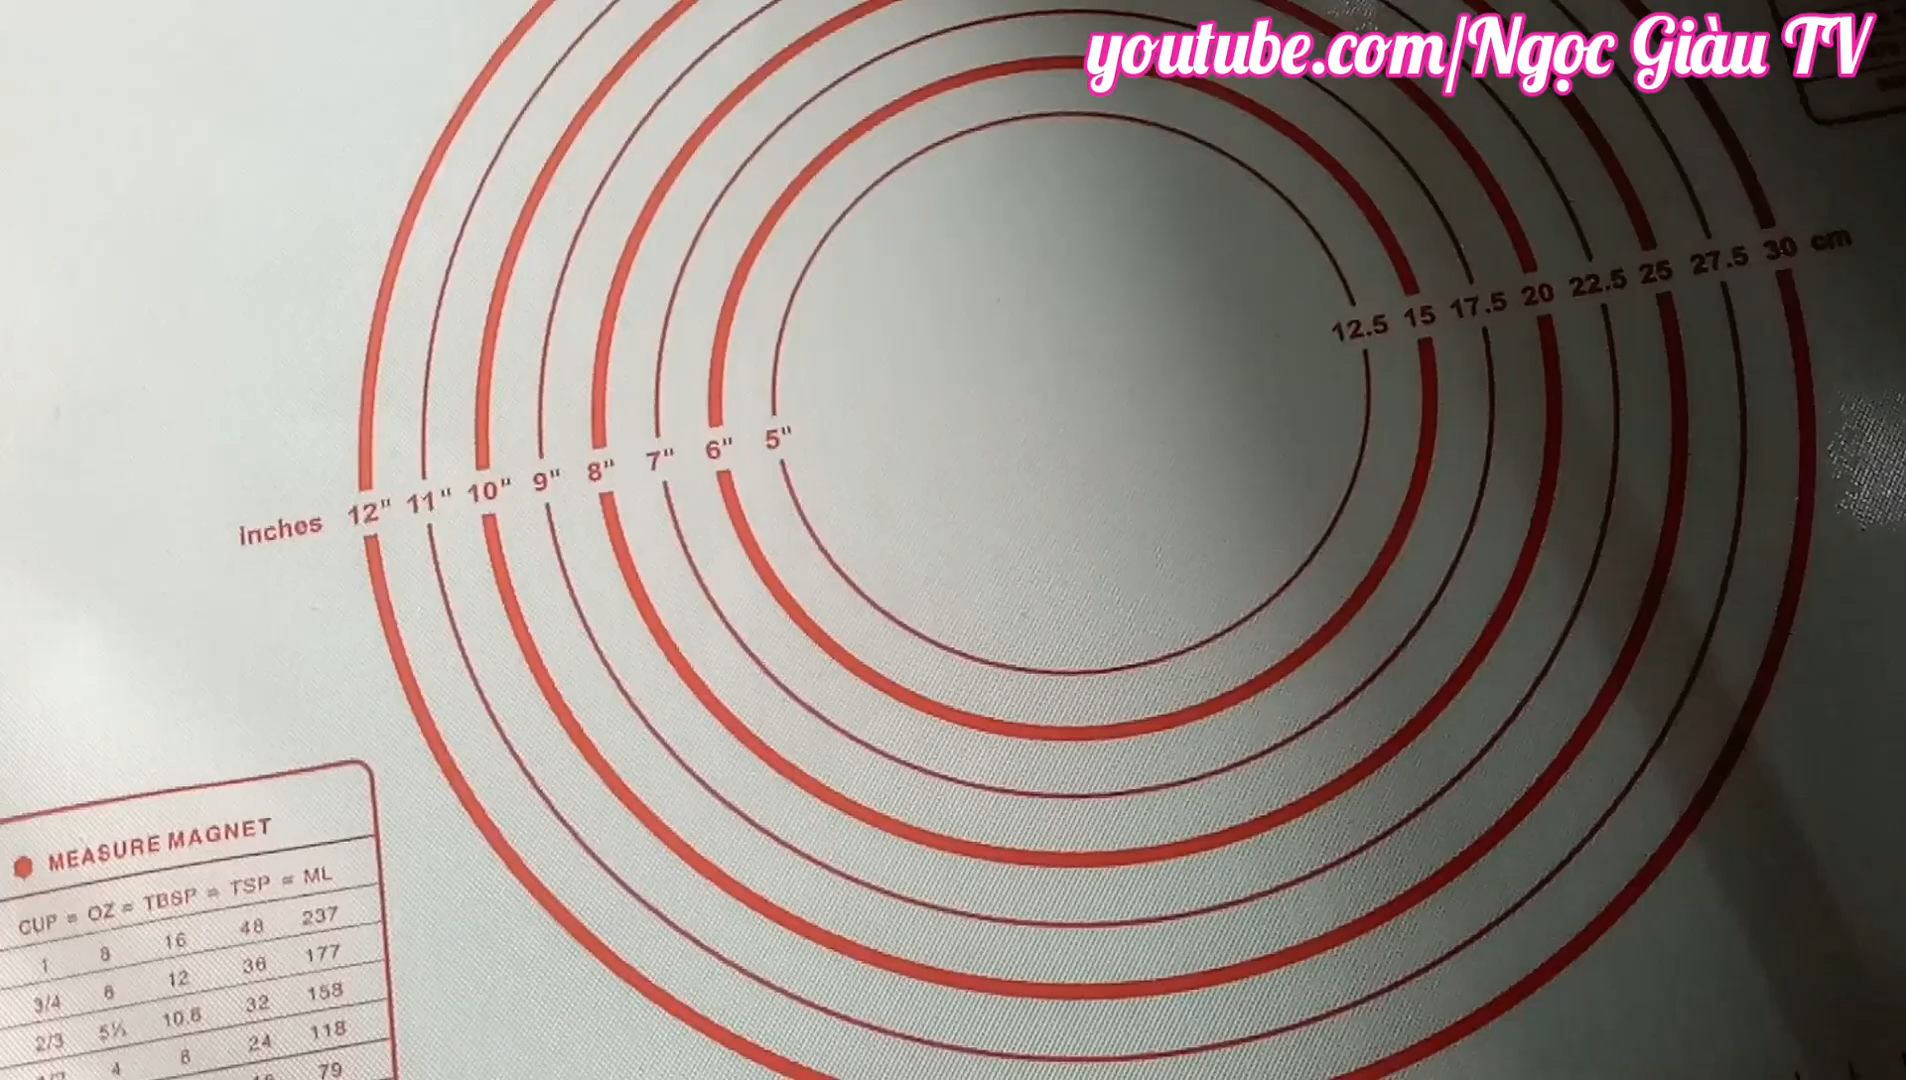 youtube.com/Ngọc Giàu TV
12.5 15 17.5 20 22.5 25 27.5 30 cm
Inches 12" 11" 10" 9" 8" 7" 6" 5"
MEASURE MAGNET
CUP = OZ = TBSP = TSP = ML
1 8 16 48 237
3/4 6 12 36 177
2/3 5⅓ 10.6 32 158
4 8 24 118
79